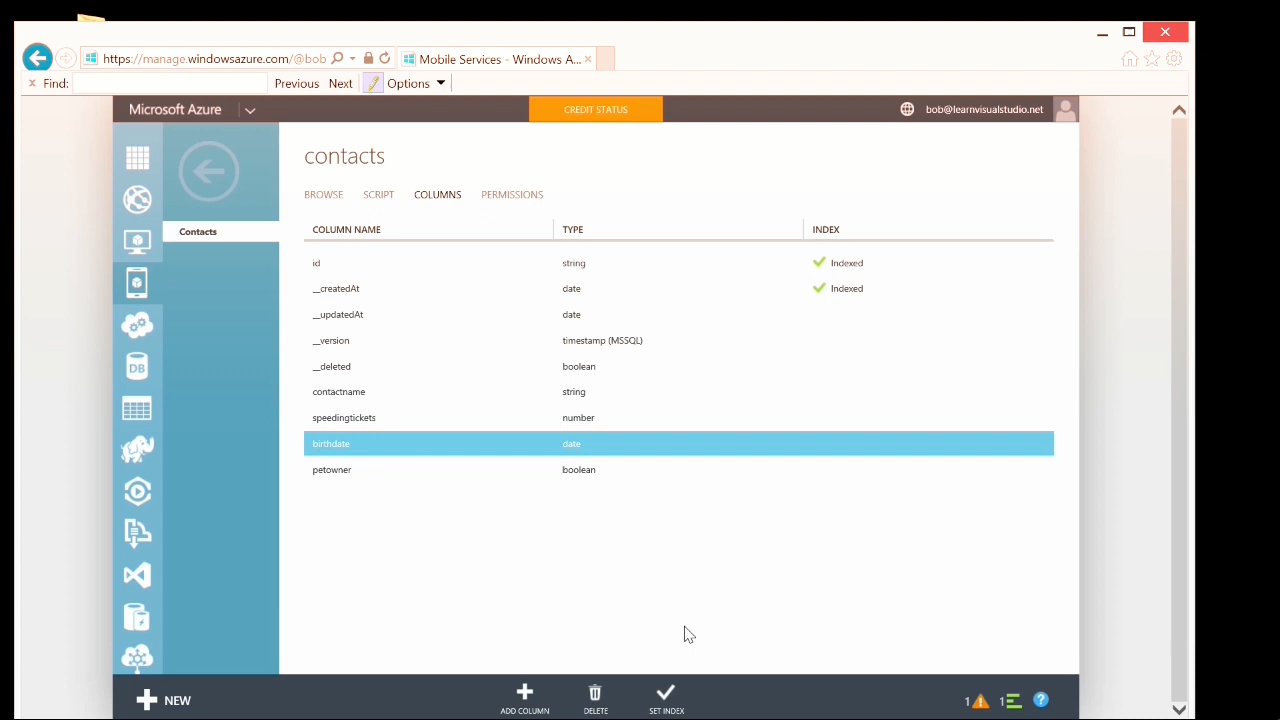 https://manage.windowsazure.com/@bob
Mobile Services - Windows A... ×
× Find: Previous Next Options
Microsoft Azure
CREDIT STATUS
bob@learnvisualstudio.net
contacts
BROWSE SCRIPT COLUMNS PERMISSIONS
Contacts
COLUMN NAME TYPE INDEX
id string Indexed
__createdAt date Indexed
__updatedAt date
__version timestamp (MSSQL)
__deleted boolean
contactname string
speedingtickets number
birthdate date
petowner boolean
DB
NEW
ADD COLUMN DELETE SET INDEX
1 1 ?